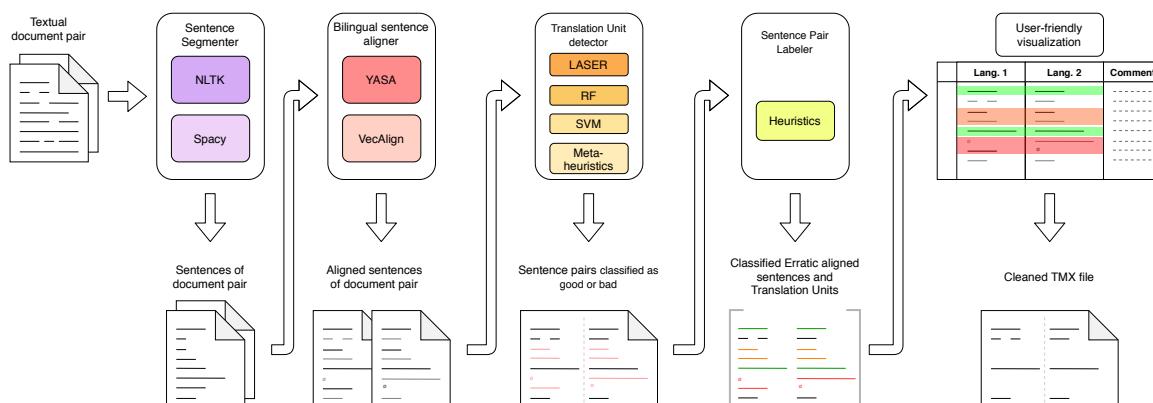 Textual
document pair
Sentence
Segmenter
NLTK
Spacy
Sentences of
document pair
Bilingual sentence
aligner
YASA
VecAlign
Aligned sentences
of document pair
Translation Unit
detector
LASER
RF
SVM
Meta-
heuristics
Sentence pairs classified as
good or bad
Sentence Pair
Labeler
Heuristics
Classified Erratic aligned
sentences and
Translation Units
User-friendly
visualization
Lang. 1 Lang. 2 Comment
Cleaned TMX file